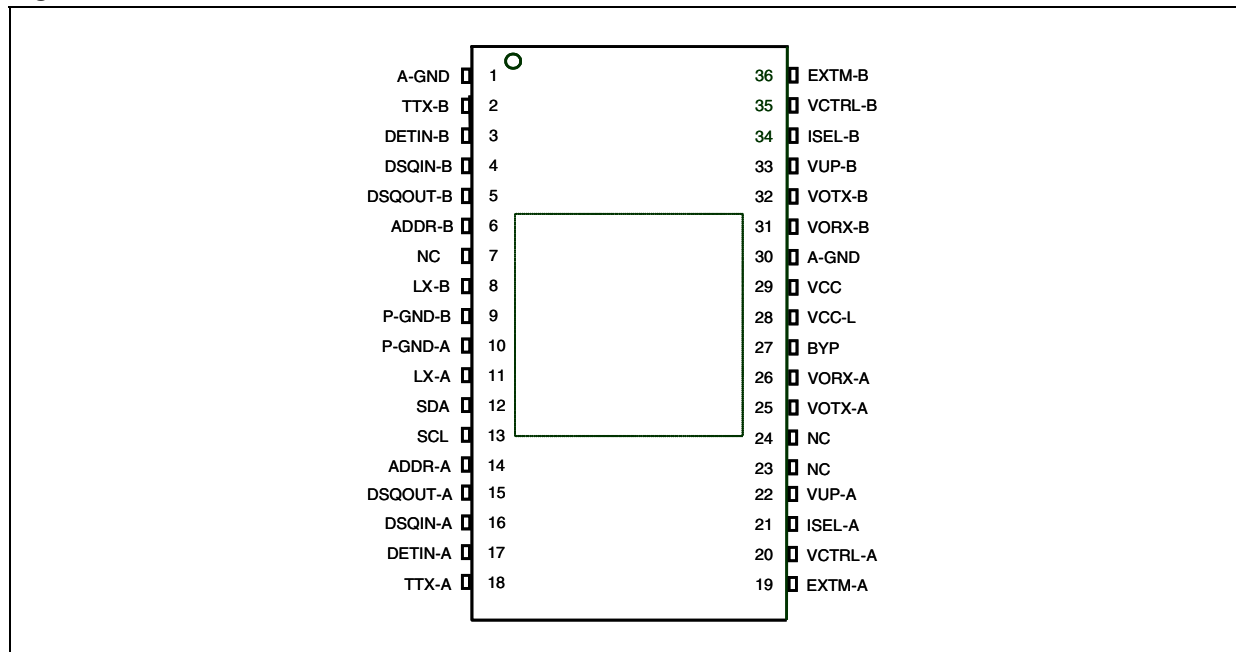 A-GND 1 36 EXTM-B
TTX-B 2 35 VCTRL-B
DETIN-B 3 34 ISEL-B
DSQIN-B 4 33 VUP-B
DSQOUT-B 5 32 VOTX-B
ADDR-B 6 31 VORX-B
NC 7 30 A-GND
LX-B 8 29 VCC
P-GND-B 9 28 VCC-L
P-GND-A 10 27 BYP
LX-A 11 26 VORX-A
SDA 12 25 VOTX-A
SCL 13 24 NC
ADDR-A 14 23 NC
DSQOUT-A 15 22 VUP-A
DSQIN-A 16 21 ISEL-A
DETIN-A 17 20 VCTRL-A
TTX-A 18 19 EXTM-A